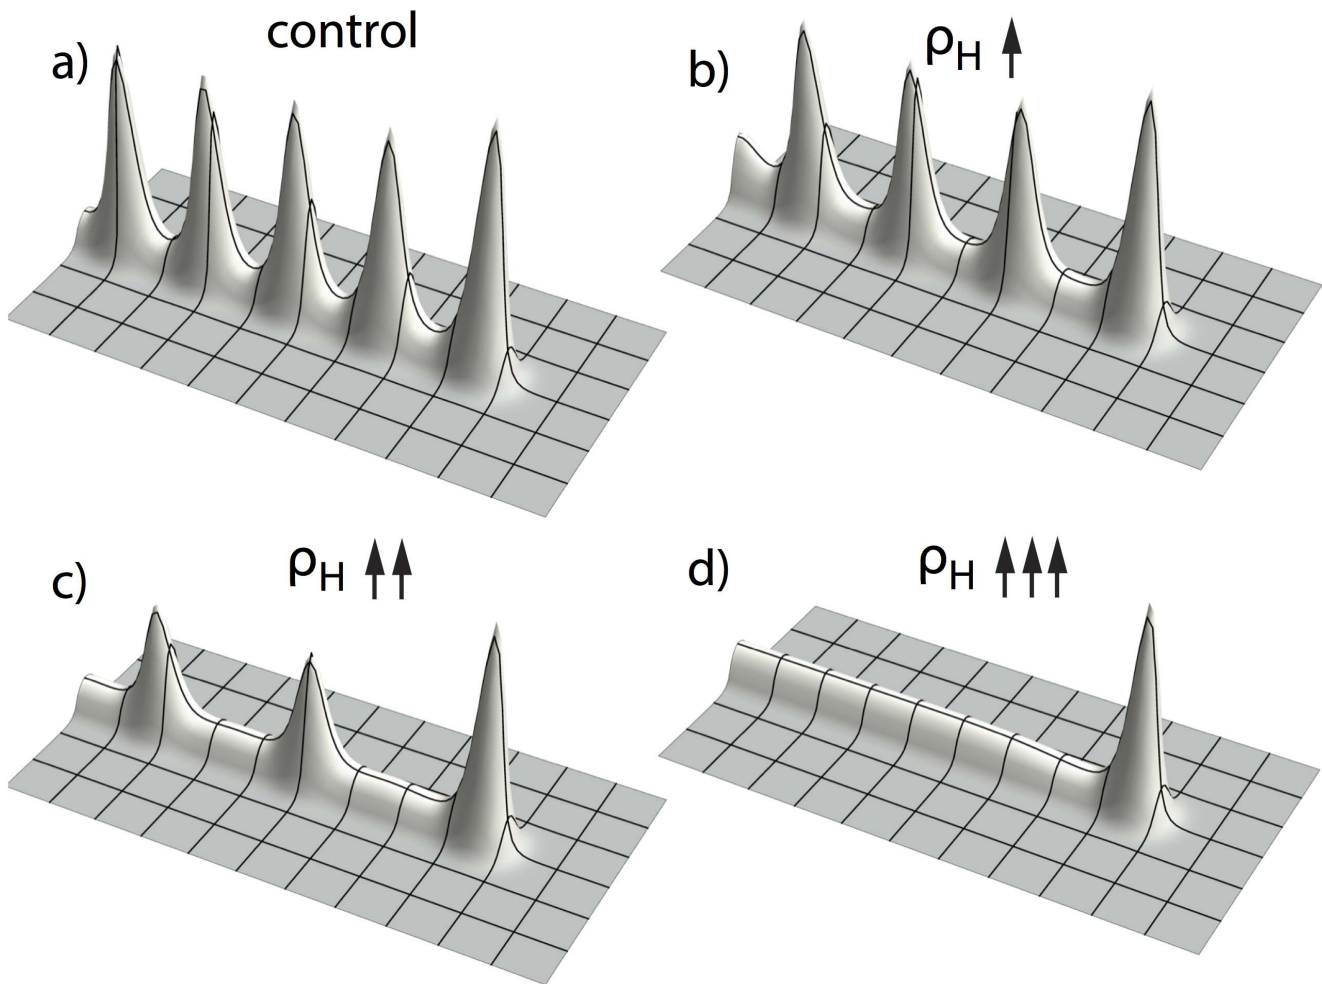 control
a)
b)
ρH ↑
c)
ρH ↑↑
d)
ρH ↑↑↑